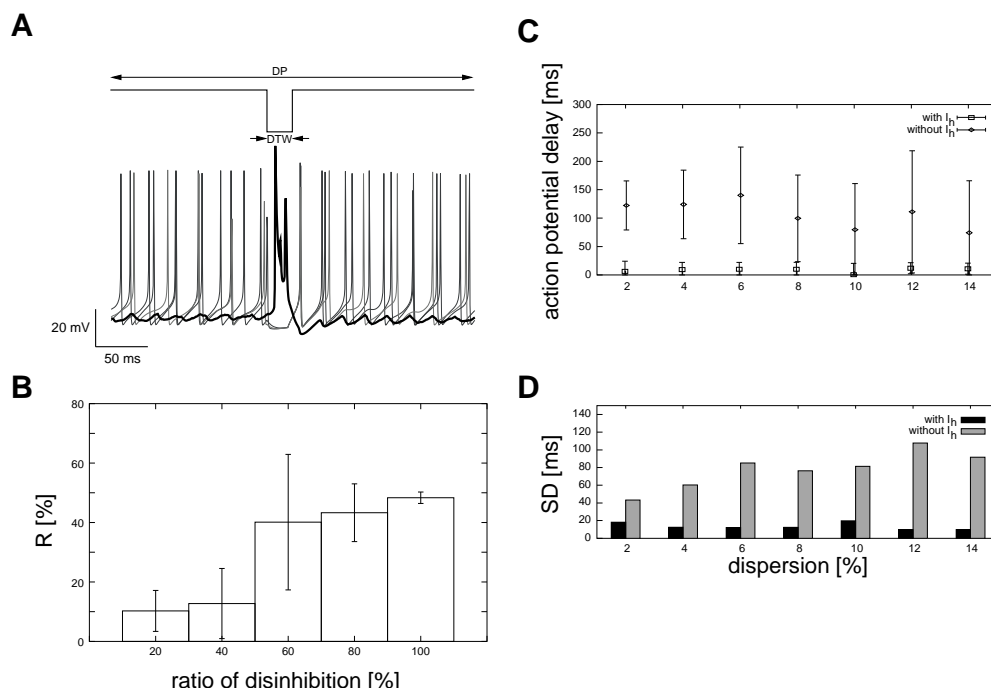 A
DP
DTW
20 mV
50 ms
B
R [%]
80
60
40
20
0
20 40 60 80 100
ratio of disinhibition [%]
C
action potential delay [ms]
300
250
200
150
100
50
0
with Ih
without Ih
2 4 6 8 10 12 14
D
SD [ms]
140
120
100
80
60
40
20
0
with Ih
without Ih
2 4 6 8 10 12 14
dispersion [%]